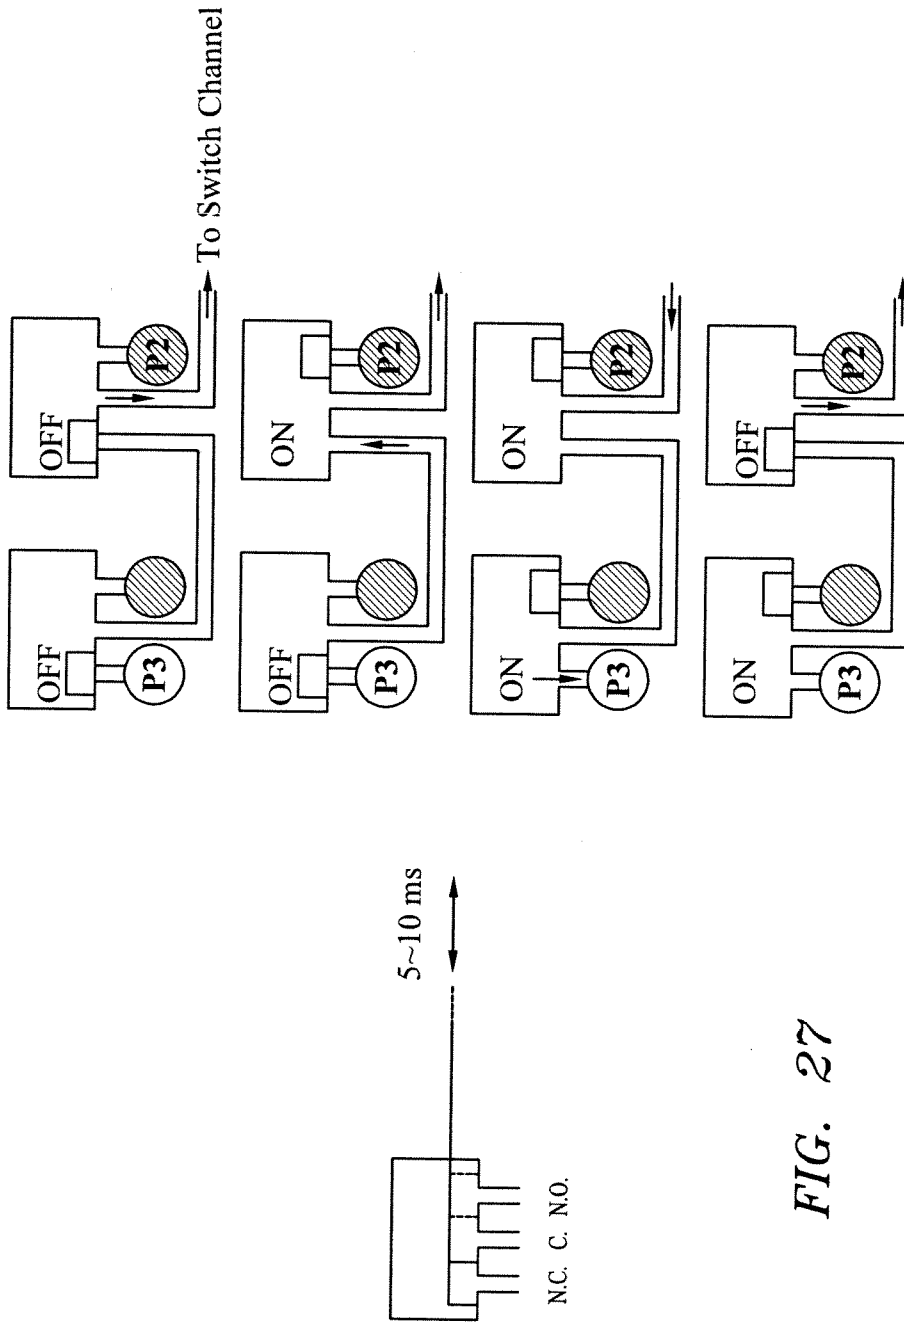 OFF
OFF
P3
P2
To Switch Channel
OFF
ON
P3
P2
ON
ON
P3
P2
ON
OFF
P3
P2
5~10 ms
N.C. C. N.O.
FIG. 27